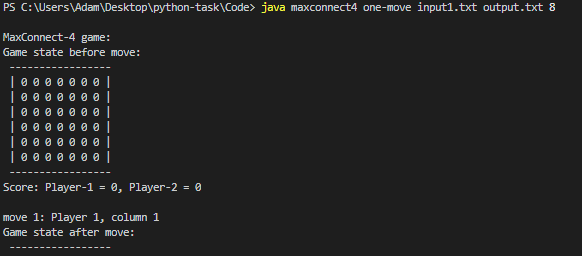 PS C:\Users\Adam\Desktop\python-task\Code> java maxconnect4 one-move input1.txt output.txt 8
MaxConnect-4 game:
Game state before move:
-----------------
| 0 0 0 0 0 0 0 |
| 0 0 0 0 0 0 0 |
| 0 0 0 0 0 0 0 |
| 0 0 0 0 0 0 0 |
| 0 0 0 0 0 0 0 |
| 0 0 0 0 0 0 0 |
-----------------
Score: Player-1 = 0, Player-2 = 0
move 1: Player 1, column 1
Game state after move:
-----------------